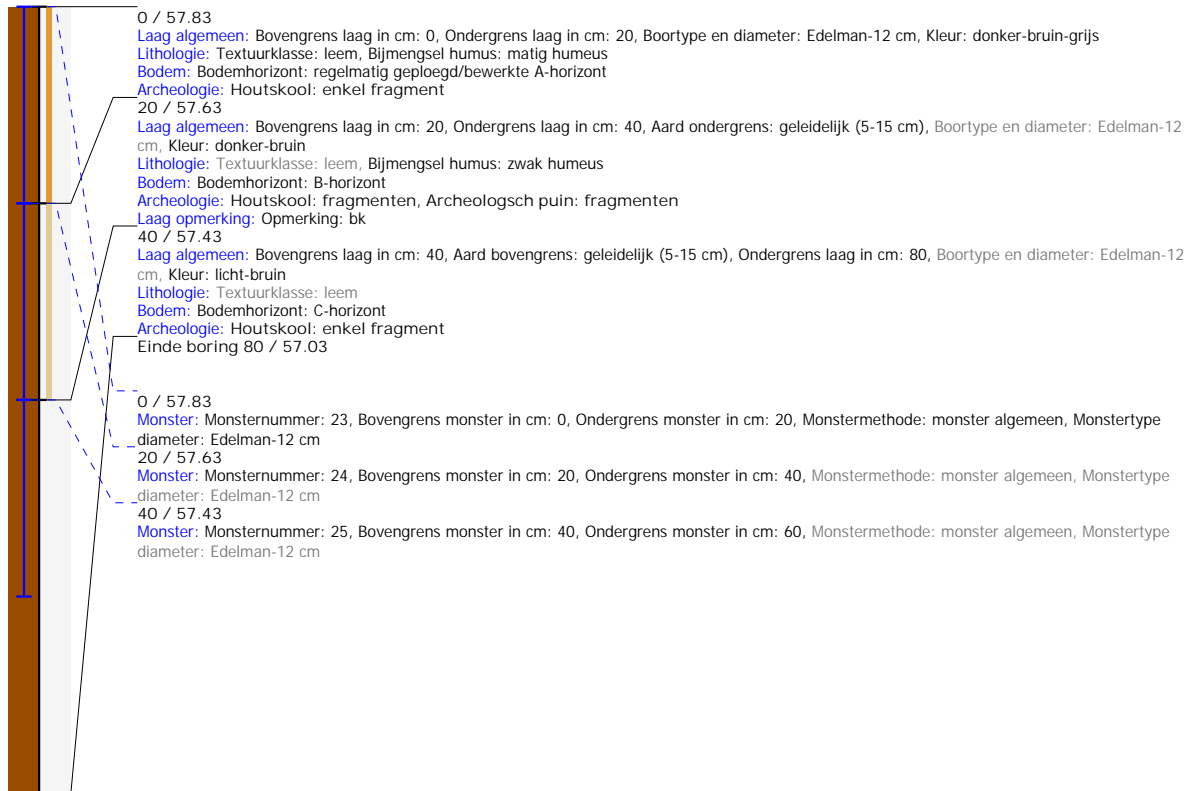 0 / 57.83
Laag algemeen: Bovengrens laag in cm: 0, Ondergrens laag in cm: 20, Boortype en diameter: Edelman-12 cm, Kleur: donker-bruin-grijs
Lithologie: Textuurklasse: leem, Bijmengsel humus: matig humeus
Bodem: Bodemhorizont: regelmatig geploegd/bewerkte A-horizont
Archeologie: Houtskool: enkel fragment
20 / 57.63
Laag algemeen: Bovengrens laag in cm: 20, Ondergrens laag in cm: 40, Aard ondergrens: geleidelijk (5-15 cm), Boortype en diameter: Edelman-12
cm, Kleur: donker-bruin
Lithologie: Textuurklasse: leem, Bijmengsel humus: zwak humeus
Bodem: Bodemhorizont: B-horizont
Archeologie: Houtskool: fragmenten, Archeologsch puin: fragmenten
Laag opmerking: Opmerking: bk
40 / 57.43
Laag algemeen: Bovengrens laag in cm: 40, Aard bovengrens: geleidelijk (5-15 cm), Ondergrens laag in cm: 80, Boortype en diameter: Edelman-12
cm, Kleur: licht-bruin
Lithologie: Textuurklasse: leem
Bodem: Bodemhorizont: C-horizont
Archeologie: Houtskool: enkel fragment
Einde boring 80 / 57.03
0 / 57.83
Monster: Monsternummer: 23, Bovengrens monster in cm: 0, Ondergrens monster in cm: 20, Monstermethode: monster algemeen, Monstertype
diameter: Edelman-12 cm
20 / 57.63
Monster: Monsternummer: 24, Bovengrens monster in cm: 20, Ondergrens monster in cm: 40, Monstermethode: monster algemeen, Monstertype
diameter: Edelman-12 cm
40 / 57.43
Monster: Monsternummer: 25, Bovengrens monster in cm: 40, Ondergrens monster in cm: 60, Monstermethode: monster algemeen, Monstertype
diameter: Edelman-12 cm